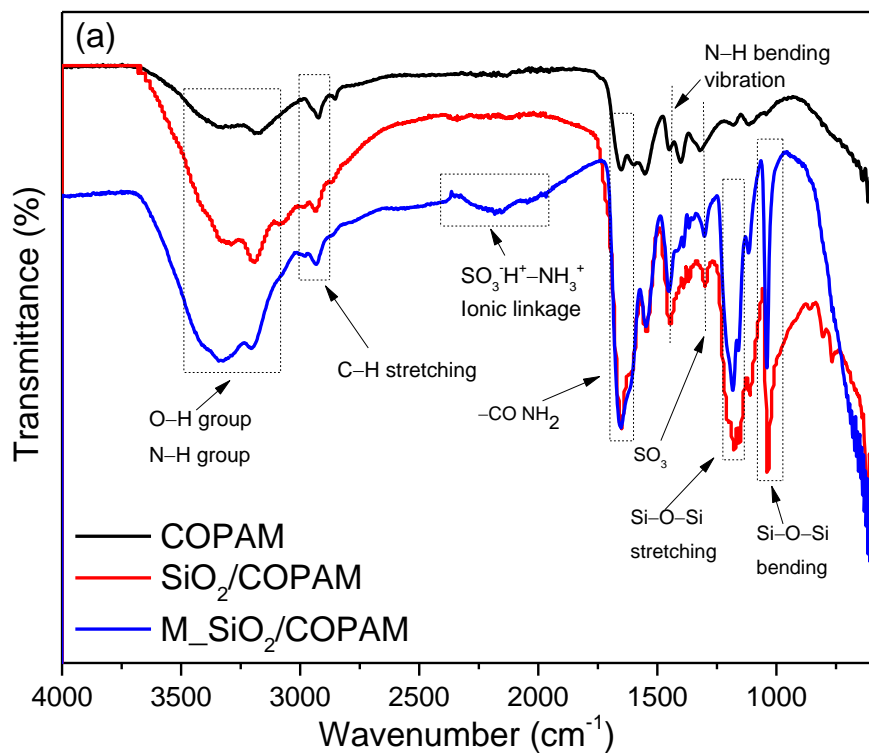 (a)
N–H bending
vibration
SO₃⁻H⁺–NH₃⁺
Ionic linkage
C–H stretching
O–H group
N–H group
–CO NH₂
SO₃
Si–O–Si
stretching
Si–O–Si
bending
COPAM
SiO₂/COPAM
M_SiO₂/COPAM
Transmittance (%)
4000 3500 3000 2500 2000 1500 1000
Wavenumber (cm⁻¹)